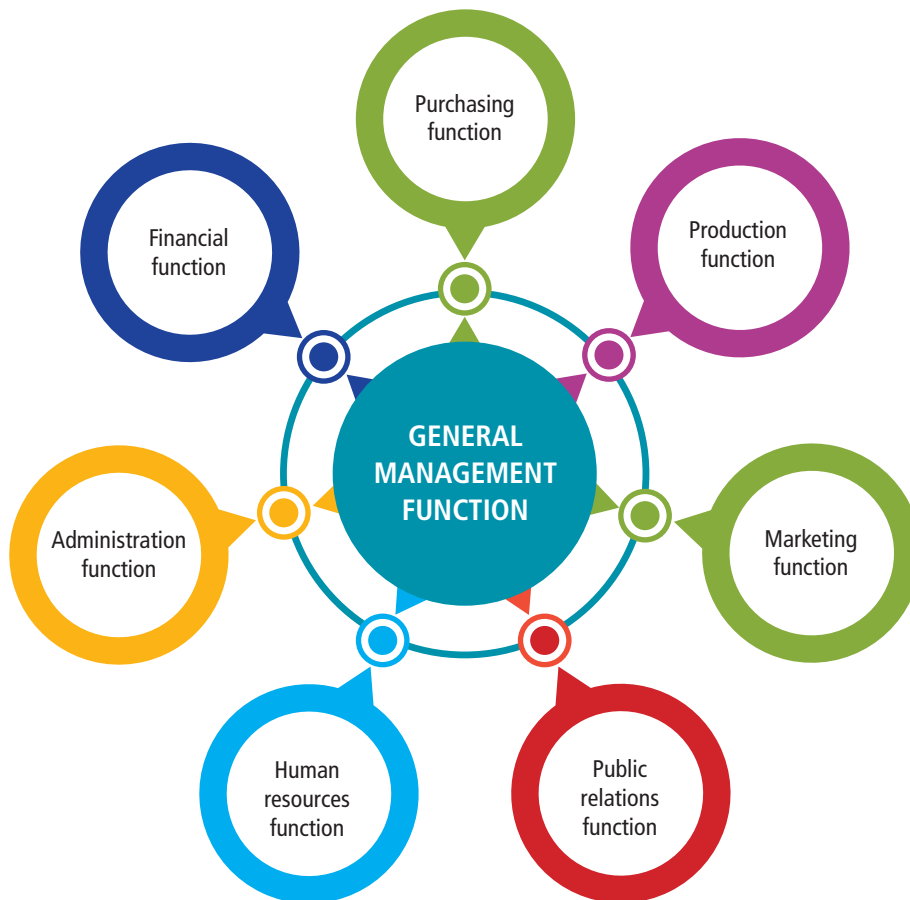 Purchasing
function
Production
function
Marketing
function
Public
relations
function
Human
resources
function
Administration
function
Financial
function
GENERAL
MANAGEMENT
FUNCTION